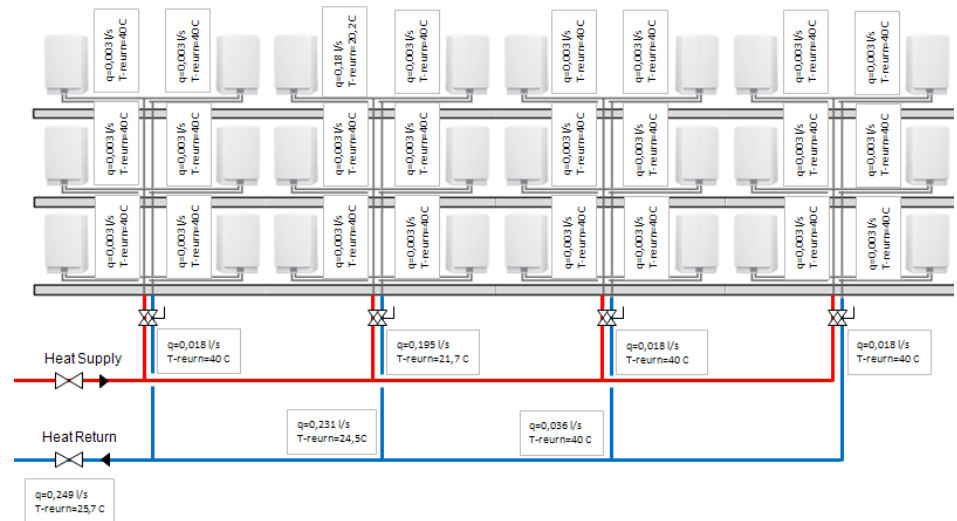 q=0,003 l/s
T-reurn=40 C
q=0,003 l/s
T-reurn=40 C
q=0,18 l/s
T-reurn=20,2 C
q=0,003 l/s
T-reurn=40 C
q=0,003 l/s
T-reurn=40 C
q=0,003 l/s
T-reurn=40 C
q=0,003 l/s
T-reurn=40 C
q=0,003 l/s
T-reurn=40 C
q=0,003 l/s
T-reurn=40 C
q=0,003 l/s
T-reurn=40 C
q=0,003 l/s
T-reurn=40 C
q=0,003 l/s
T-reurn=40 C
q=0,003 l/s
T-reurn=40 C
q=0,003 l/s
T-reurn=40 C
q=0,003 l/s
T-reurn=40 C
q=0,003 l/s
T-reurn=40 C
q=0,003 l/s
T-reurn=40 C
q=0,003 l/s
T-reurn=40 C
q=0,003 l/s
T-reurn=40 C
q=0,003 l/s
T-reurn=40 C
q=0,003 l/s
T-reurn=40 C
q=0,003 l/s
T-reurn=40 C
q=0,003 l/s
T-reurn=40 C
q=0,003 l/s
T-reurn=40 C
q=0,018 l/s
T-reurn=40 C
q=0,195 l/s
T-reurn=21,7 C
q=0,018 l/s
T-reurn=40 C
q=0,018 l/s
T-reurn=40 C
Heat Supply
q=0,231 l/s
T-reurn=24,5C
q=0,036 l/s
T-reurn=40 C
Heat Return
q=0,249 l/s
T-reurn=25,7 C